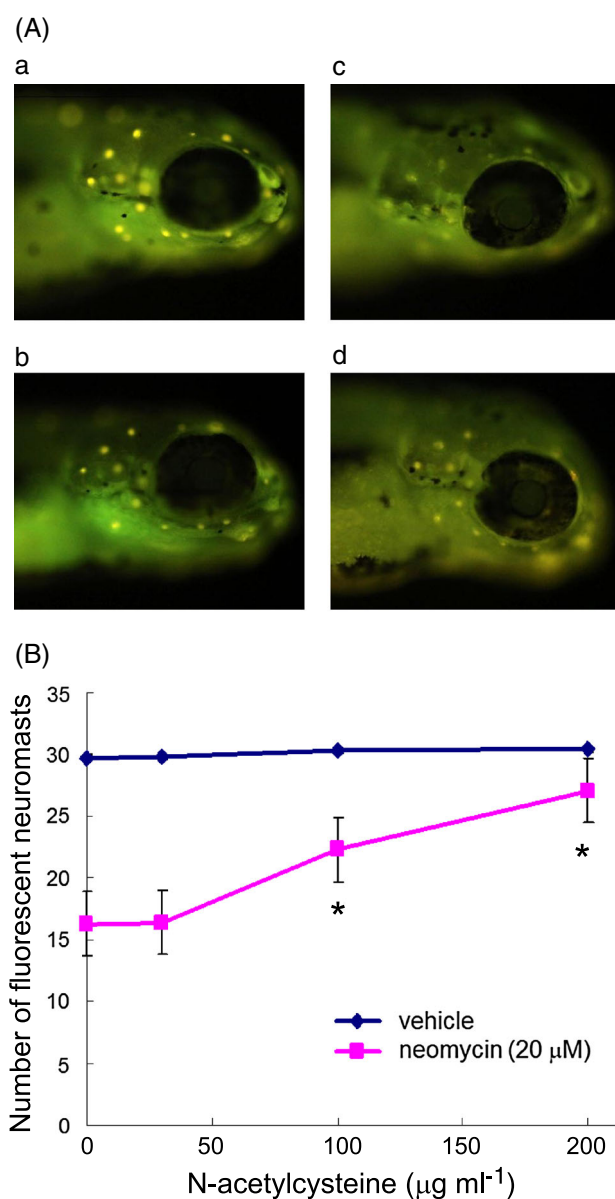 (A)
a
c
b
d
(B)
Number of fluorescent neuromasts
35
30
25
20
15
10
5
0
*
*
vehicle
neomycin (20 μM)
0
50
100
150
200
N-acetylcysteine (μg ml-1)